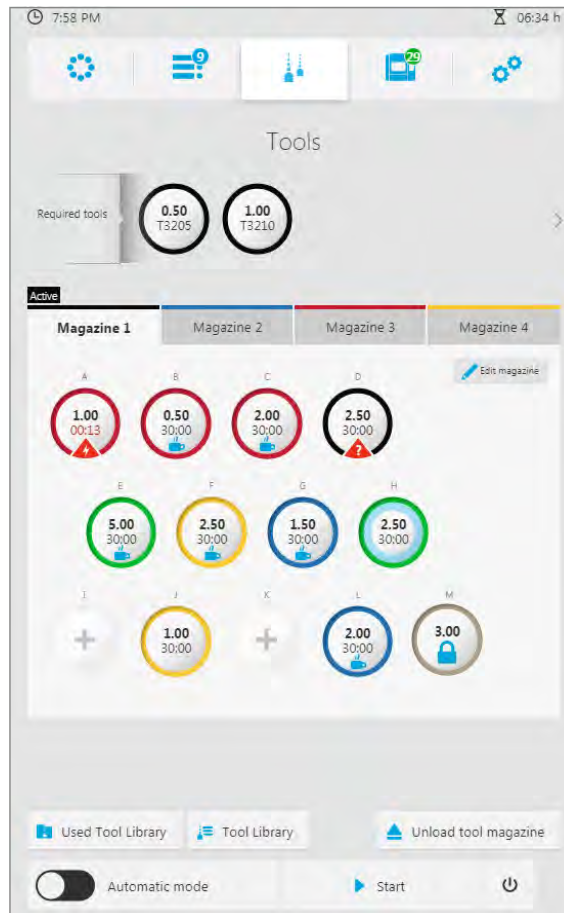 7:58 PM
06:34 h
9
29
Tools
Required tools
0.50
T3205
1.00
T3210
Active
Magazine 1
Magazine 2
Magazine 3
Magazine 4
Edit magazine
A
B
C
D
1.00
00:13
0.50
30:00
2.00
30:00
2.50
30:00
?
E
F
G
H
5.00
30:00
2.50
30:00
1.50
30:00
2.50
30:00
I
J
K
L
M
1.00
30:00
2.00
30:00
3.00
Used Tool Library
Tool Library
Unload tool magazine
Automatic mode
Start